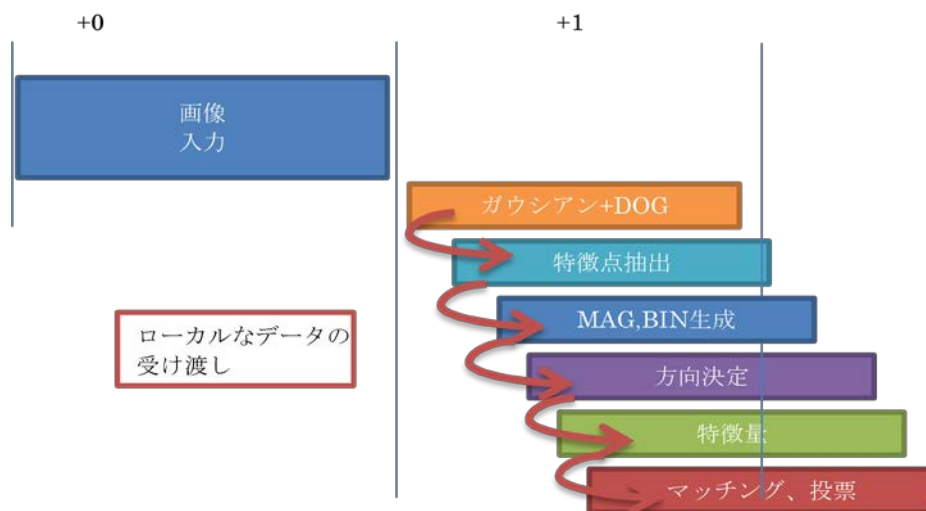 +0
+1
画像
入力
ガウシアン+DOG
特徴点抽出
ローカルなデータの
受け渡し
MAG,BIN生成
方向決定
特徴量
マッチング、投票